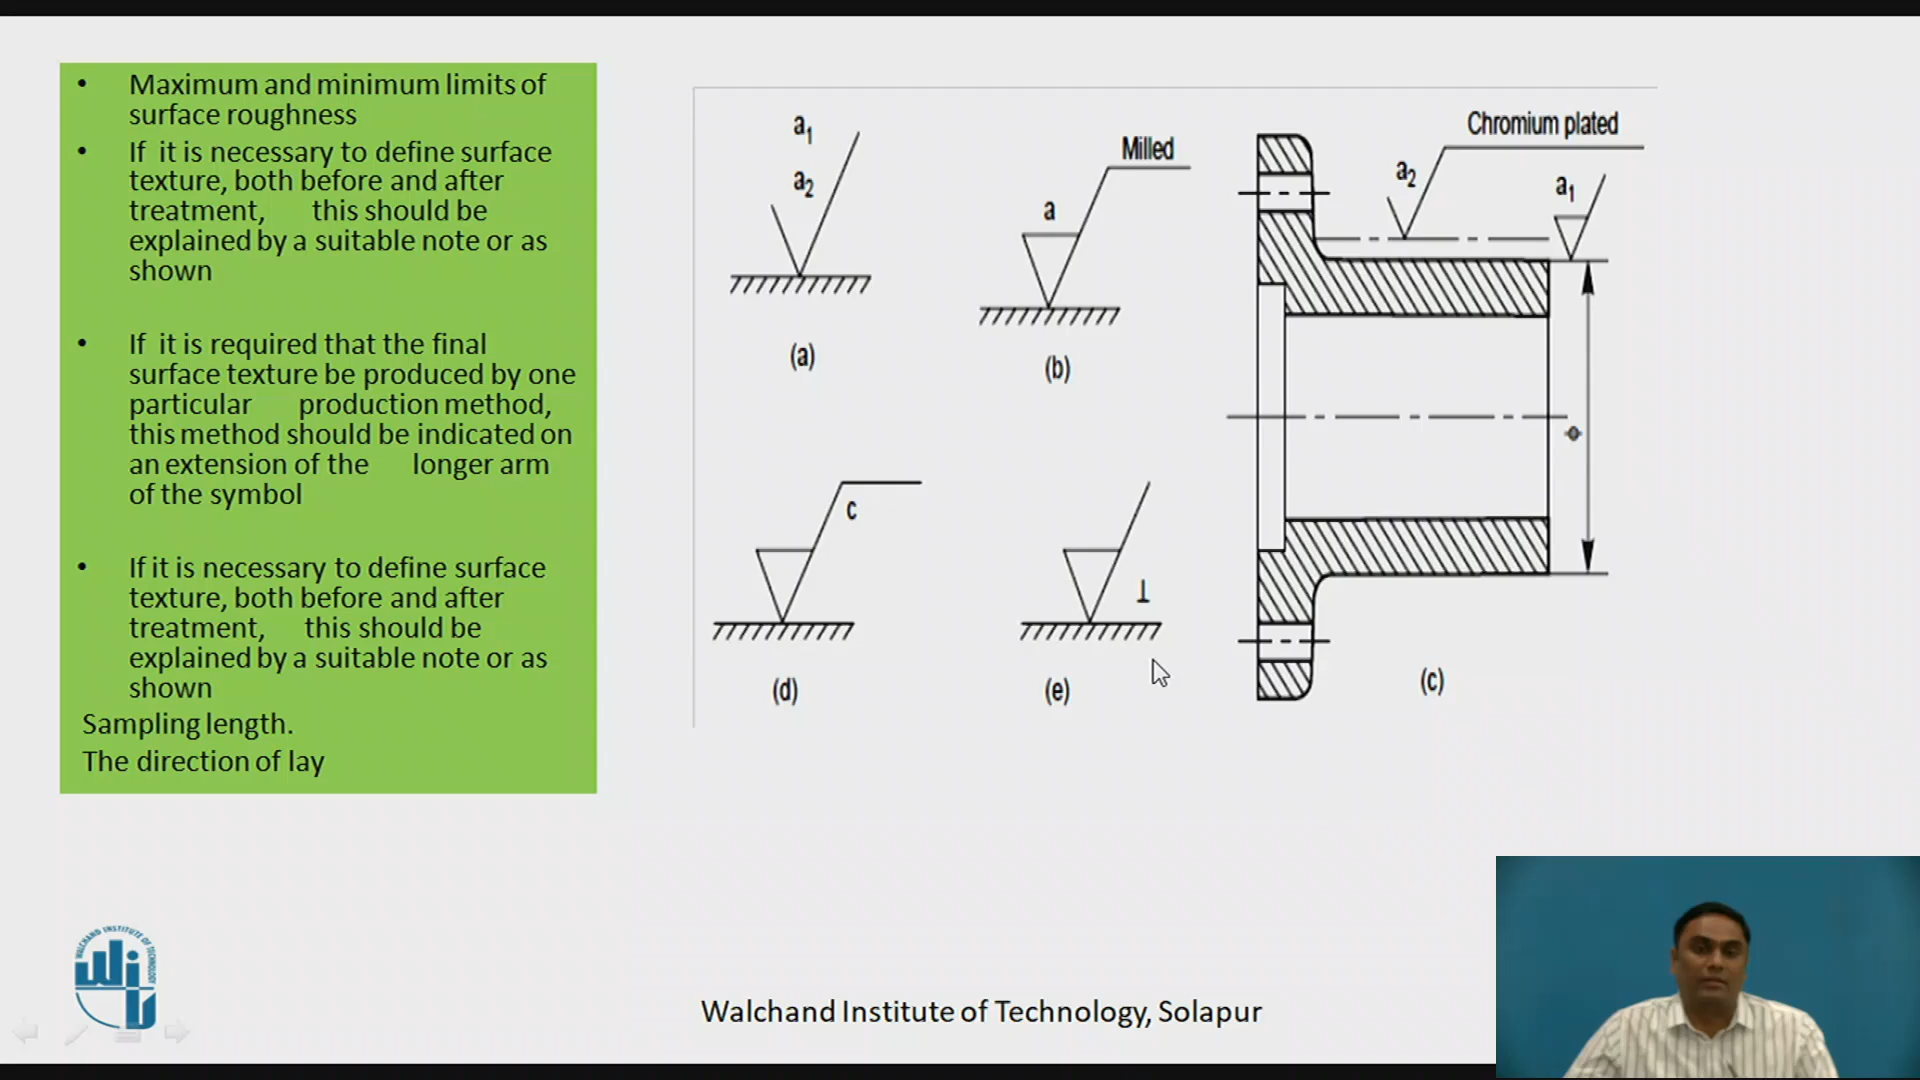 • Maximum and minimum limits of
surface roughness
• If it is necessary to define surface
texture, both before and after
treatment, this should be
explained by a suitable note or as
shown
• If it is required that the final
surface texture be produced by one
particular production method,
this method should be indicated on
an extension of the longer arm
of the symbol
• If it is necessary to define surface
texture, both before and after
treatment, this should be
explained by a suitable note or as
shown
Sampling length.
The direction of lay
a₁
a₂
(a)
Milled
a
(b)
Chromium plated
a₂
a₁
ϕ
(c)
c
(d)
⊥
(e)
WALCHAND INSTITUTE OF TECHNOLOGY
Walchand Institute of Technology, Solapur